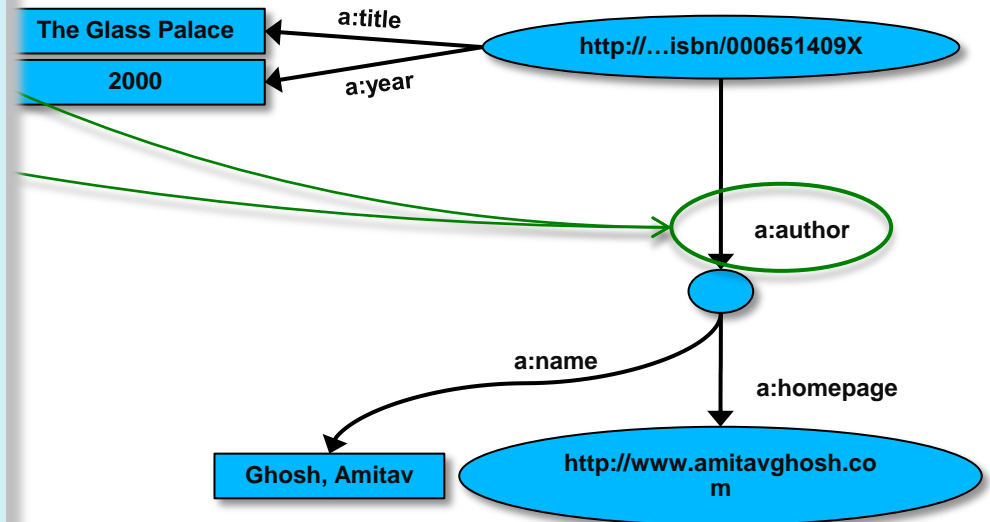 The Glass Palace
a:title
http://…isbn/000651409X
2000
a:year
a:author
a:name
a:homepage
Ghosh, Amitav
http://www.amitavghosh.co
m